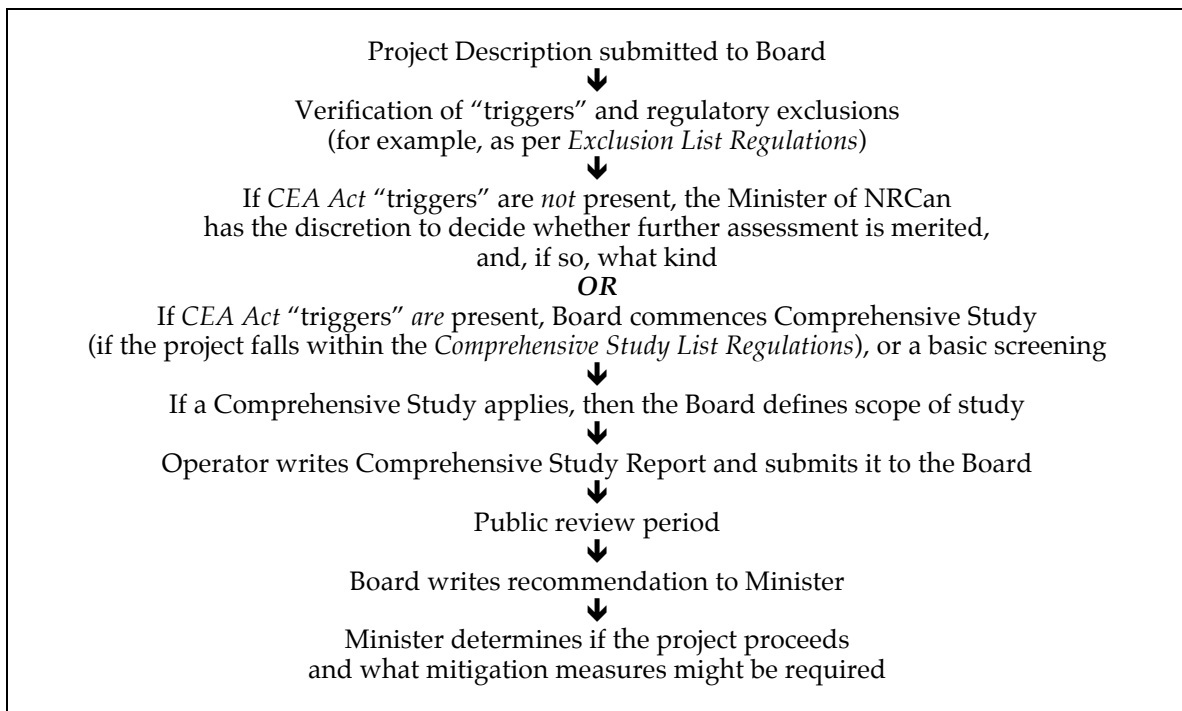 Project Description submitted to Board
Verification of “triggers” and regulatory exclusions
(for example, as per Exclusion List Regulations)
If CEA Act “triggers” are not present, the Minister of NRCan
has the discretion to decide whether further assessment is merited,
and, if so, what kind
OR
If CEA Act “triggers” are present, Board commences Comprehensive Study
(if the project falls within the Comprehensive Study List Regulations), or a basic screening
If a Comprehensive Study applies, then the Board defines scope of study
Operator writes Comprehensive Study Report and submits it to the Board
Public review period
Board writes recommendation to Minister
Minister determines if the project proceeds
and what mitigation measures might be required